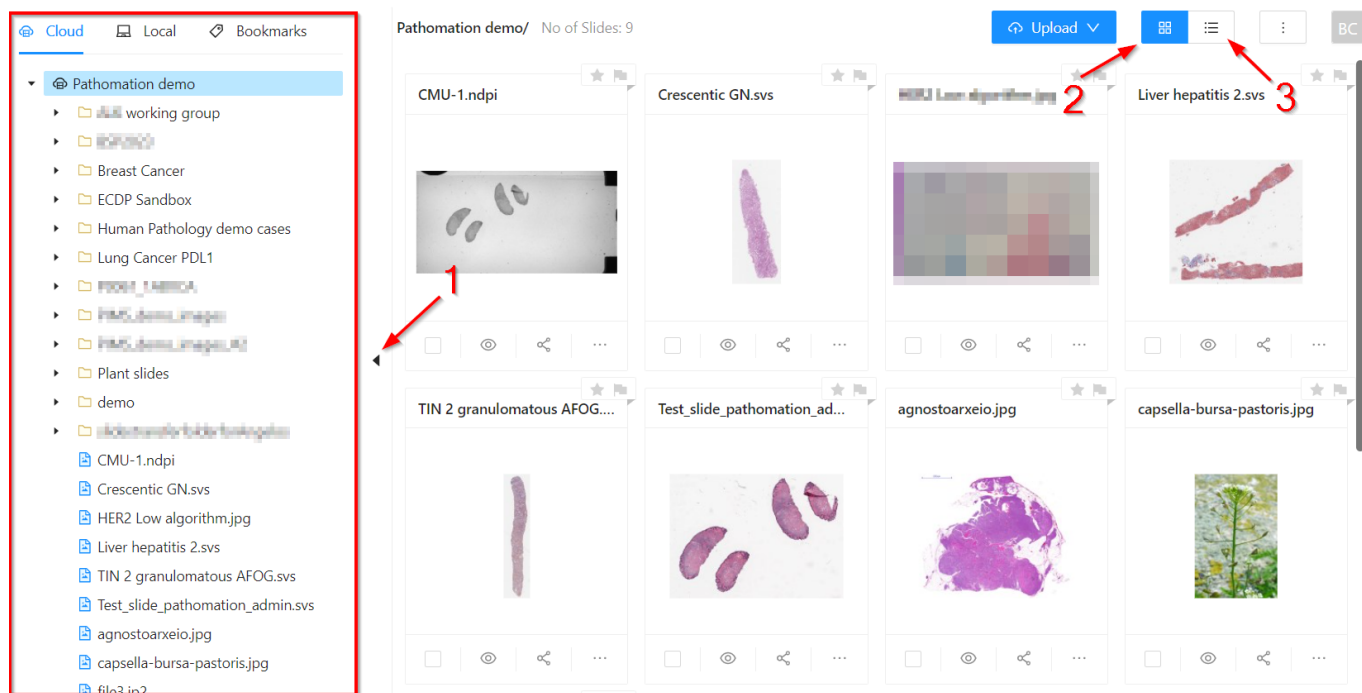 Cloud Local Bookmarks
Pathomation demo
working group
Breast Cancer
ECDP Sandbox
Human Pathology demo cases
Lung Cancer PDL1
Plant slides
demo
CMU-1.ndpi
Crescentic GN.svs
HER2 Low algorithm.jpg
Liver hepatitis 2.svs
TIN 2 granulomatous AFOG.svs
Test_slide_pathomation_admin.svs
agnostoarxeio.jpg
capsella-bursa-pastoris.jpg
file3.jp2
Pathomation demo/ No of Slides: 9
Upload
BC
1
2
3
CMU-1.ndpi
Crescentic GN.svs
Liver hepatitis 2.svs
TIN 2 granulomatous AFOG....
Test_slide_pathomation_ad...
agnostoarxeio.jpg
capsella-bursa-pastoris.jpg